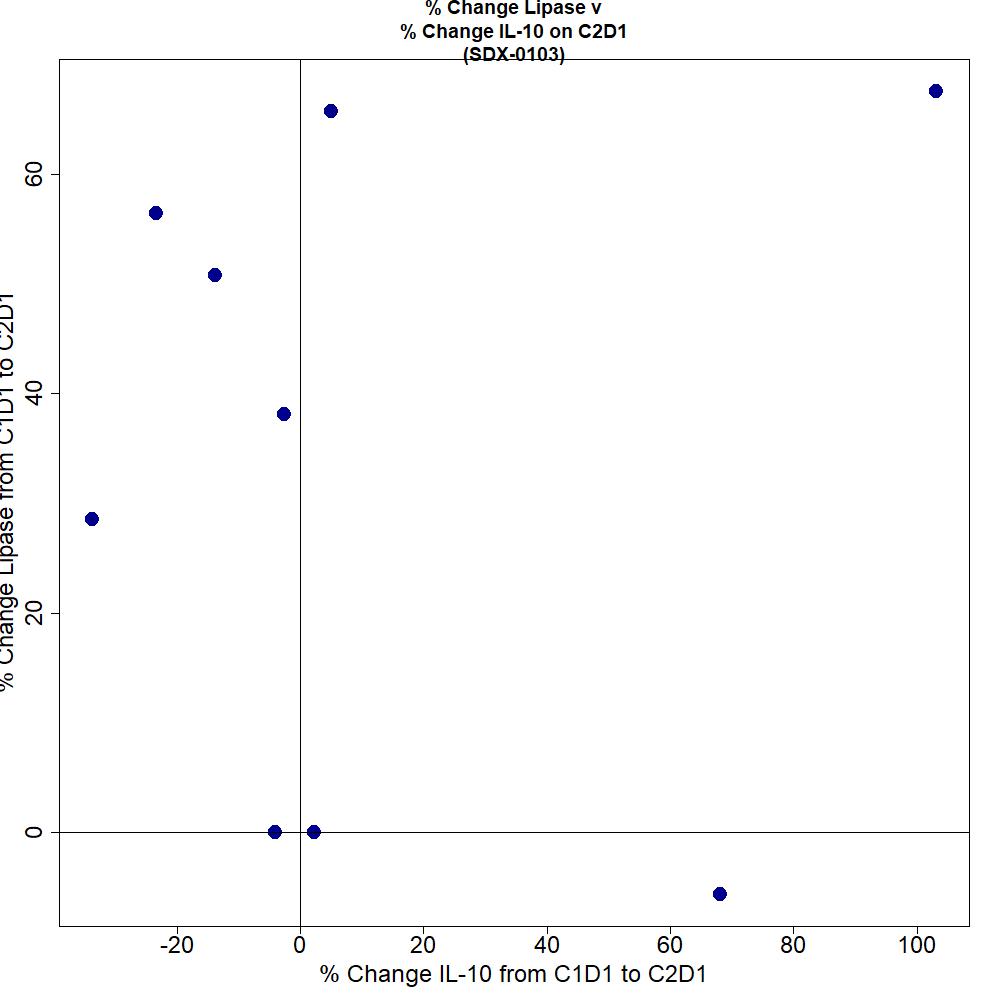 % Change Lipase v
% Change IL-10 on C2D1
(SDX-0103)
% Change Lipase from C1D1 to C2D1
60
40
20
0
-20 0 20 40 60 80 100
% Change IL-10 from C1D1 to C2D1